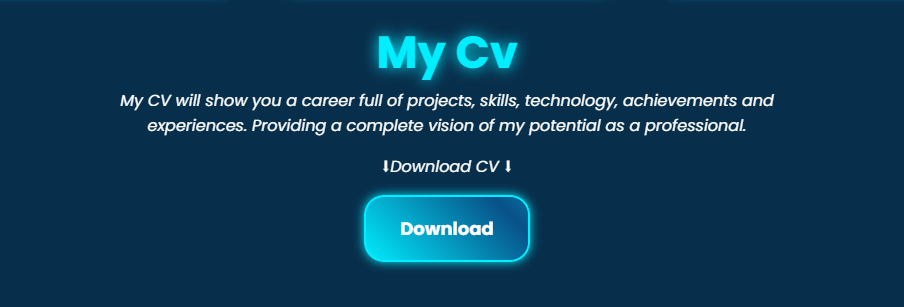 My Cv
My CV will show you a career full of projects, skills, technology, achievements and
experiences. Providing a complete vision of my potential as a professional.
⬇Download CV ⬇
Download